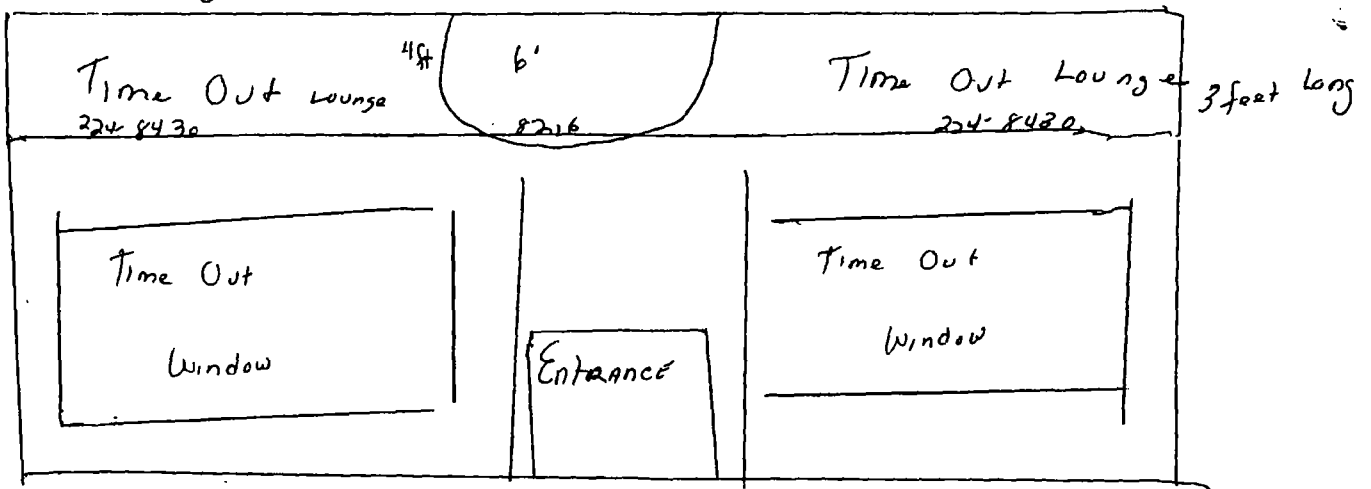 4ft 6'
Time Out Lounge Time Out Lounge 3 feet Long
224-8430 8216 224-8430
Time Out Time Out
Window Window
Entrance